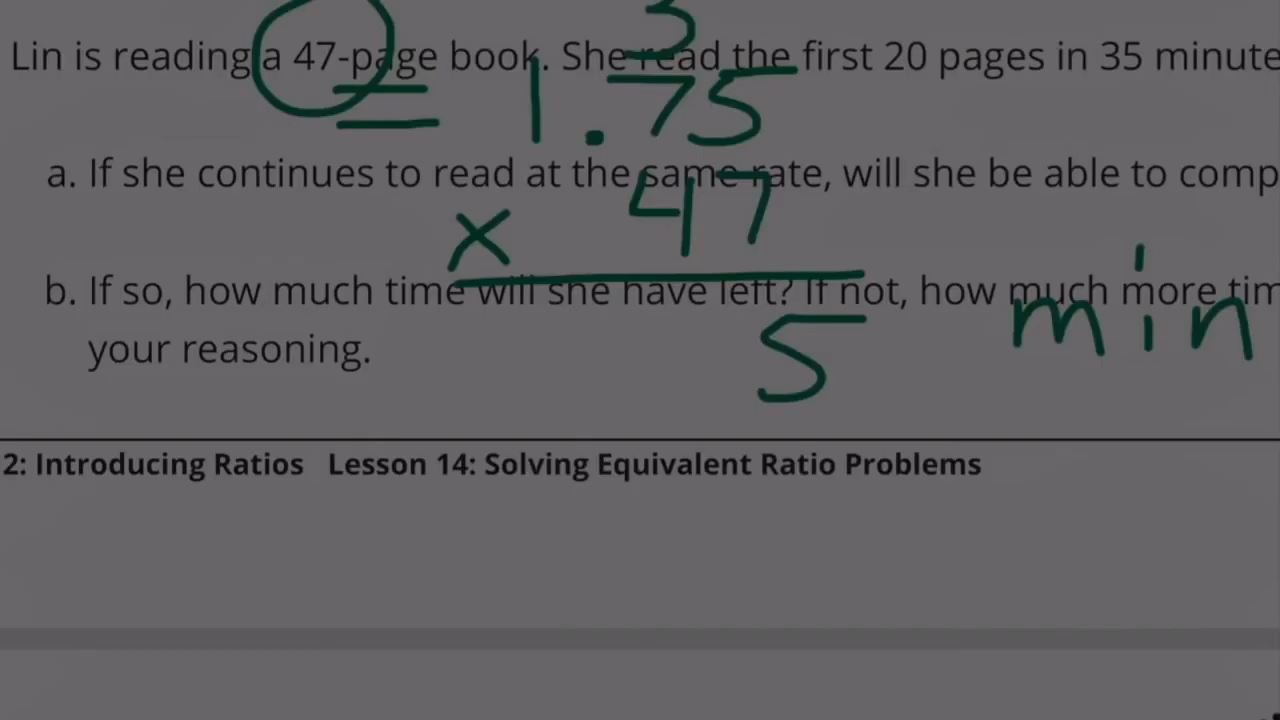 Lin is reading a 47-page book. She read the first 20 pages in 35 minute
3
= 1.75
a. If she continues to read at the same rate, will she be able to comp
x 47
b. If so, how much time will she have left? If not, how much more tim
5 min
your reasoning.
2: Introducing Ratios Lesson 14: Solving Equivalent Ratio Problems